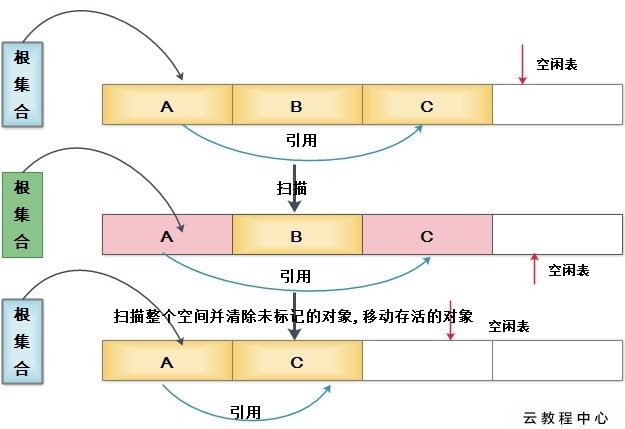 根集合
空闲表
A B C
引用
扫描
根集合
A B C
空闲表
引用
扫描整个空间并清除未标记的对象, 移动存活的对象
根集合
空闲表
A C
引用
云教程中心